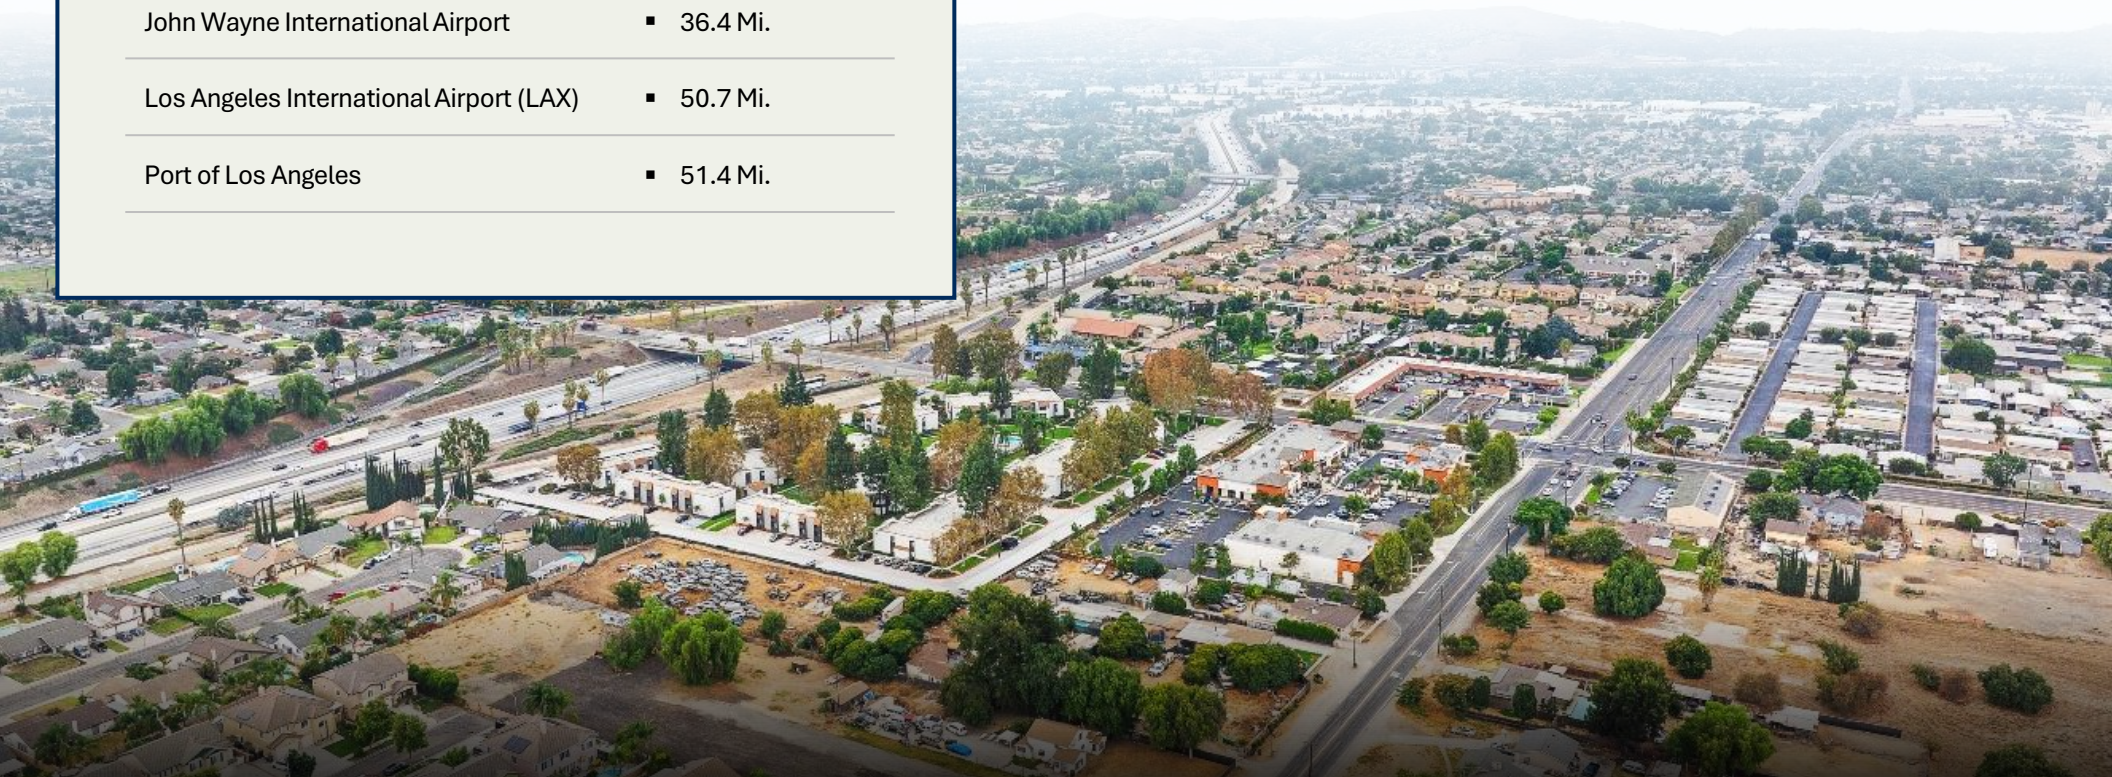 John Wayne International Airport ▪ 36.4 Mi.
Los Angeles International Airport (LAX) ▪ 50.7 Mi.
Port of Los Angeles ▪ 51.4 Mi.